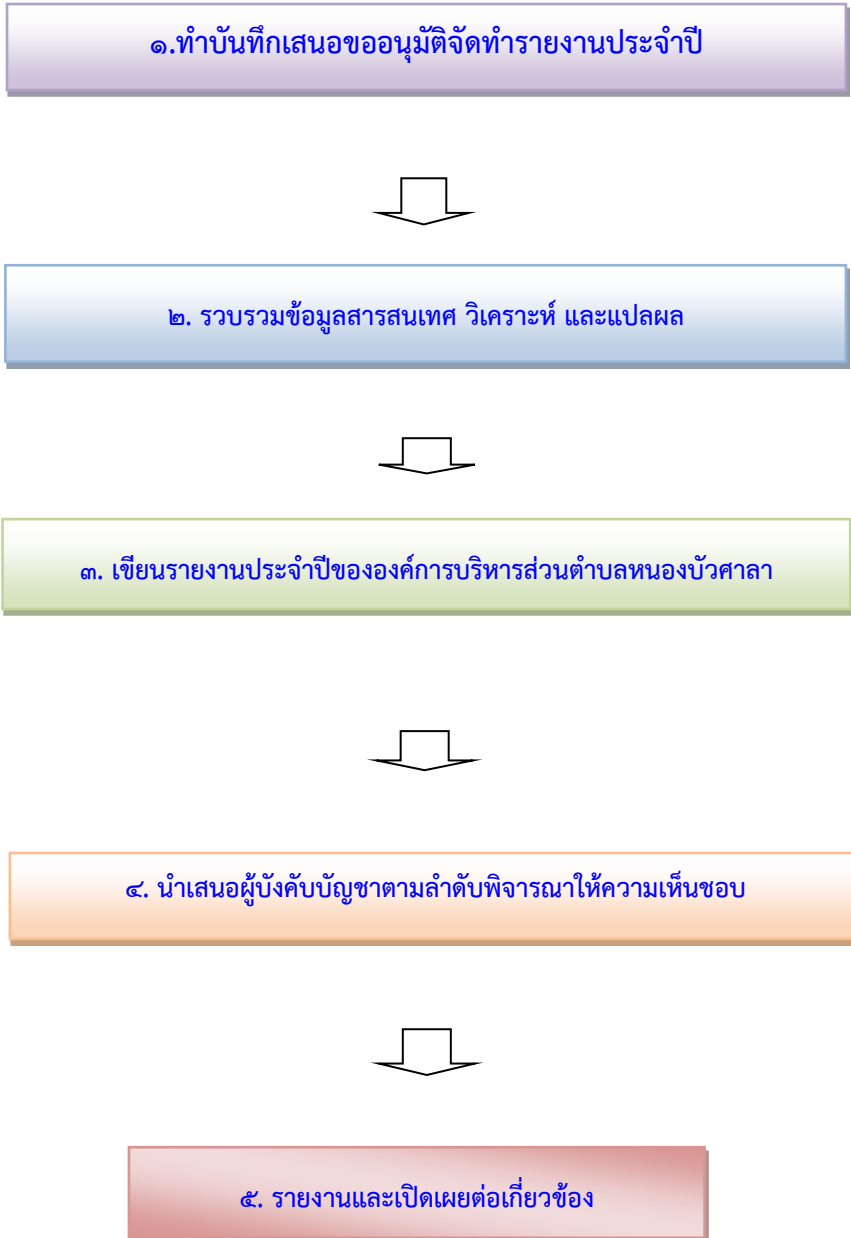 ๑.ทำบันทึกเสนอขออนุมัติจัดทำรายงานประจำปี
๒. รวบรวมข้อมูลสารสนเทศ วิเคราะห์ และแปลผล
๓. เขียนรายงานประจำปีขององค์การบริหารส่วนตำบลหนองบัวศาลา
๔. นำเสนอผู้บังคับบัญชาตามลำดับพิจารณาให้ความเห็นชอบ
๕. รายงานและเปิดเผยต่อเกี่ยวข้อง